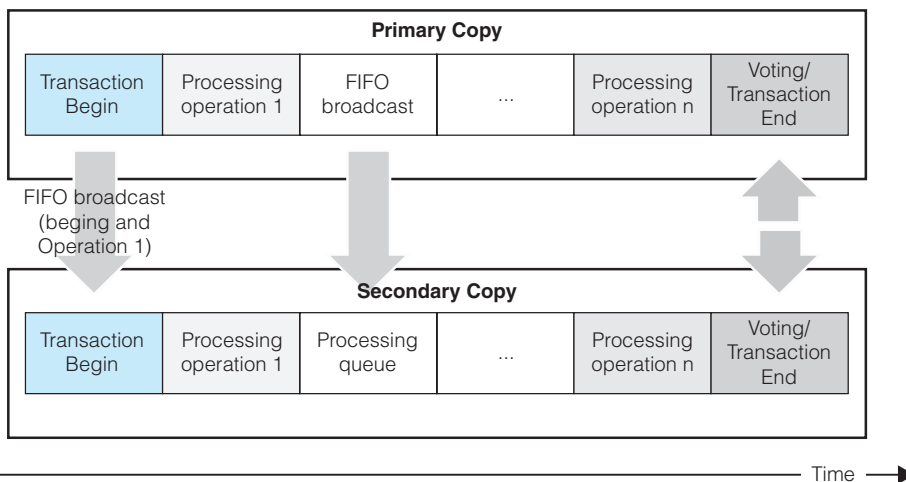 Primary Copy
Transaction
Begin
Processing
operation 1
FIFO
broadcast
...
Processing
operation n
Voting/
Transaction
End
FIFO broadcast
(beging and
Operation 1)
Secondary Copy
Transaction
Begin
Processing
operation 1
Processing
queue
...
Processing
operation n
Voting/
Transaction
End
Time